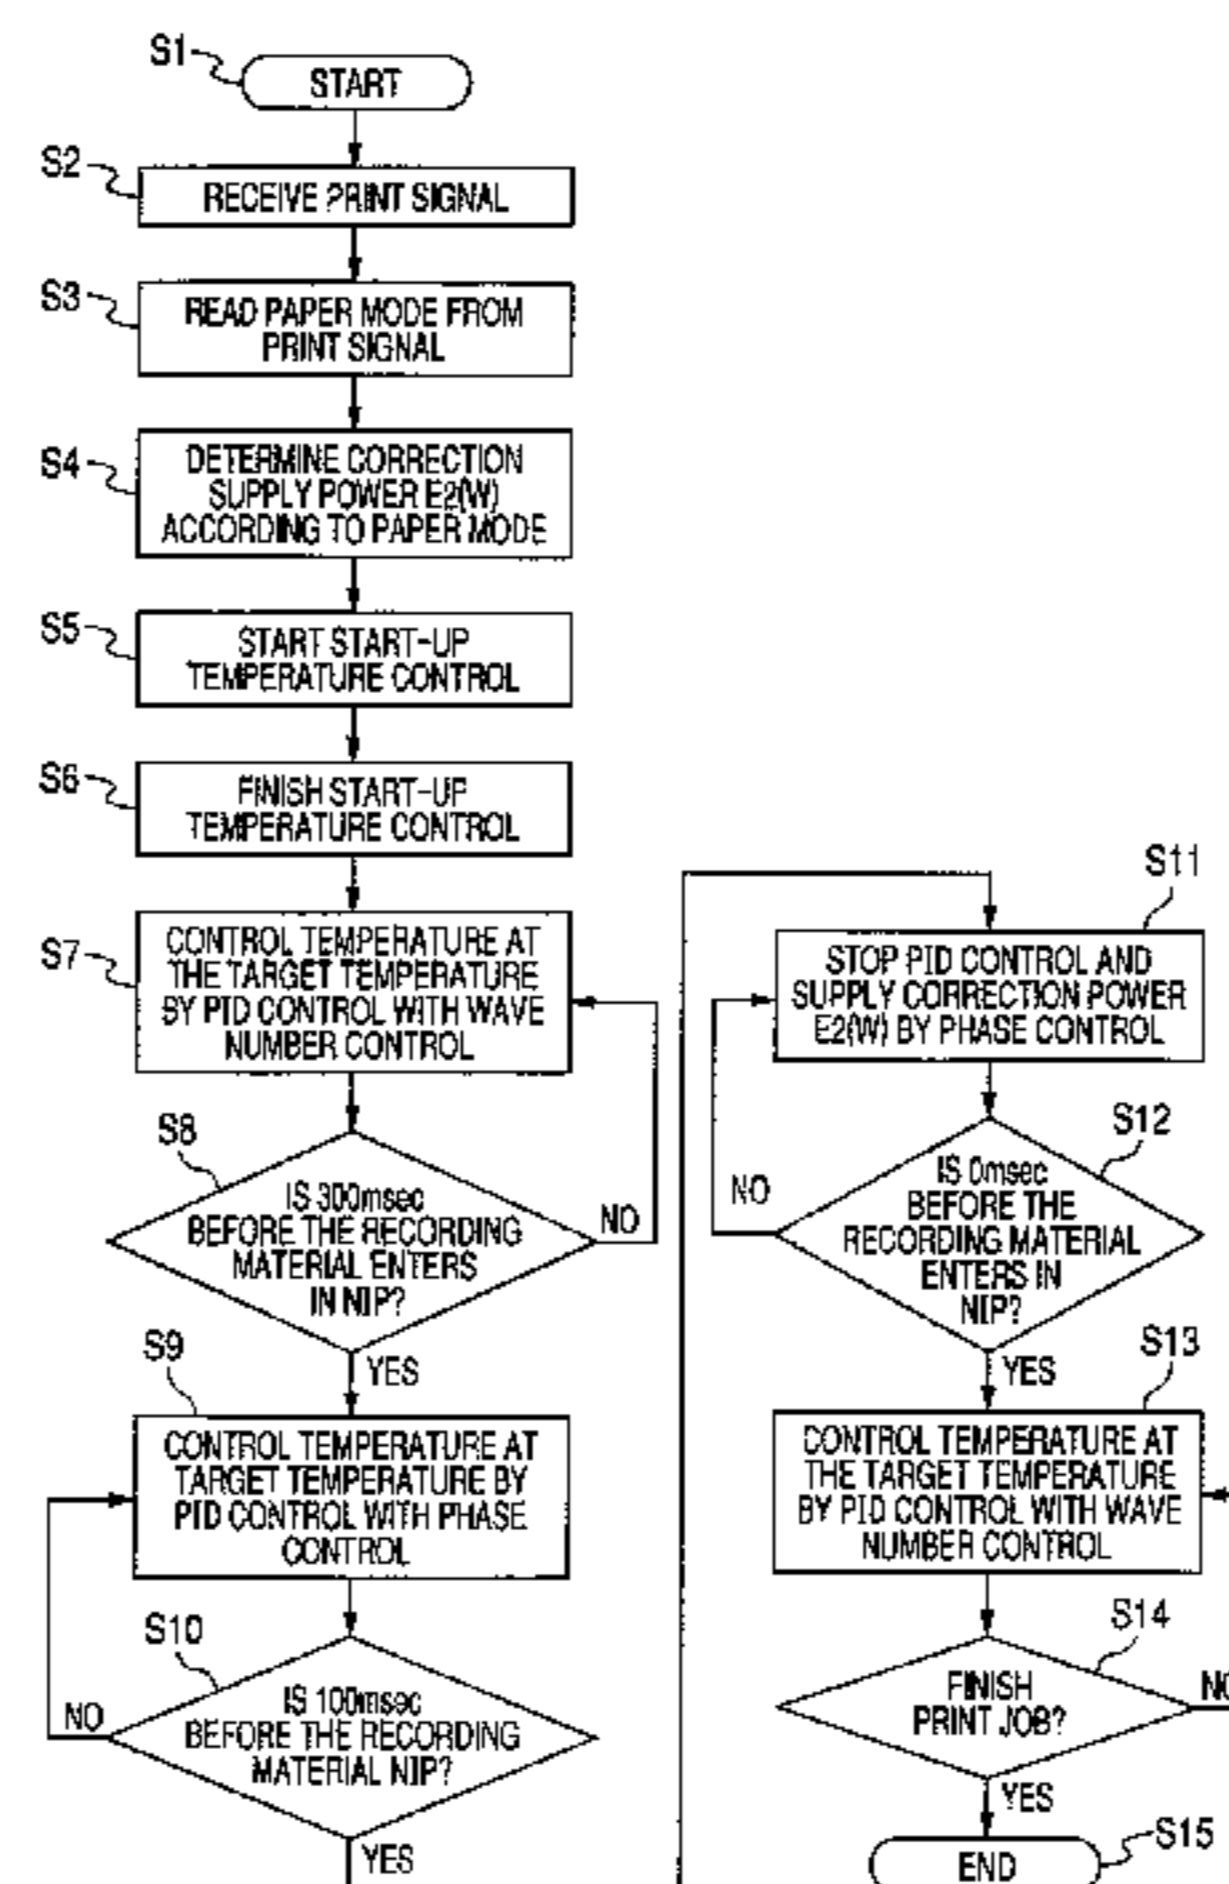 S1
START
S2
RECEIVE PRINT SIGNAL
S3
READ PAPER MODE FROM
PRINT SIGNAL
S4
DETERMINE CORRECTION
SUPPLY POWER E2(W)
ACCORDING TO PAPER MODE
S5
START START-UP
TEMPERATURE CONTROL
S6
FINISH START-UP
TEMPERATURE CONTROL
S7
CONTROL TEMPERATURE AT
THE TARGET TEMPERATURE
BY PID CONTROL WITH WAVE
NUMBER CONTROL
S8
IS 300msec
BEFORE THE RECORDING
MATERIAL ENTERS
IN NIP?
NO
YES
S9
CONTROL TEMPERATURE AT
TARGET TEMPERATURE BY
PID CONTROL WITH PHASE
CONTROL
S10
IS 100msec
BEFORE THE RECORDING
MATERIAL NIP?
NO
YES
S11
STOP PID CONTROL AND
SUPPLY CORRECTION POWER
E2(W) BY PHASE CONTROL
S12
IS 0msec
BEFORE THE
RECORDING MATERIAL
ENTERS IN
NIP?
NO
YES
S13
CONTROL TEMPERATURE AT
THE TARGET TEMPERATURE
BY PID CONTROL WITH WAVE
NUMBER CONTROL
S14
FINISH
PRINT JOB?
NO
YES
S15
END